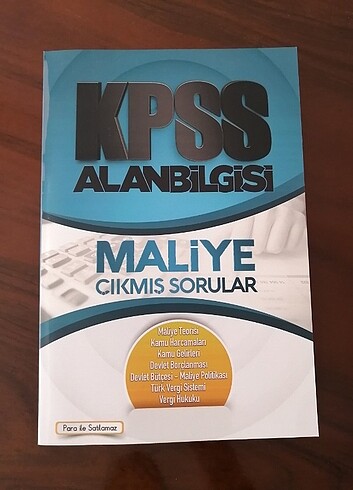 KPSS
ALANBİLGİSİ
MALİYE
ÇIKMIŞ SORULAR
Maliye Teorisi
Kamu Harcamaları
Kamu Gelirleri
Devlet Borçlanması
Devlet Bütçesi - Maliye Politikası
Türk Vergi Sistemi
Vergi Hukuku
Para ile Satılamaz